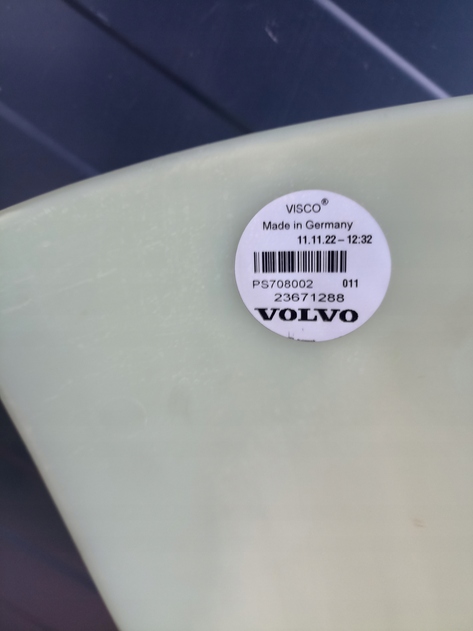 VISCO®
Made in Germany
11.11.22 – 12:32
PS708002 011
23671288
VOLVO